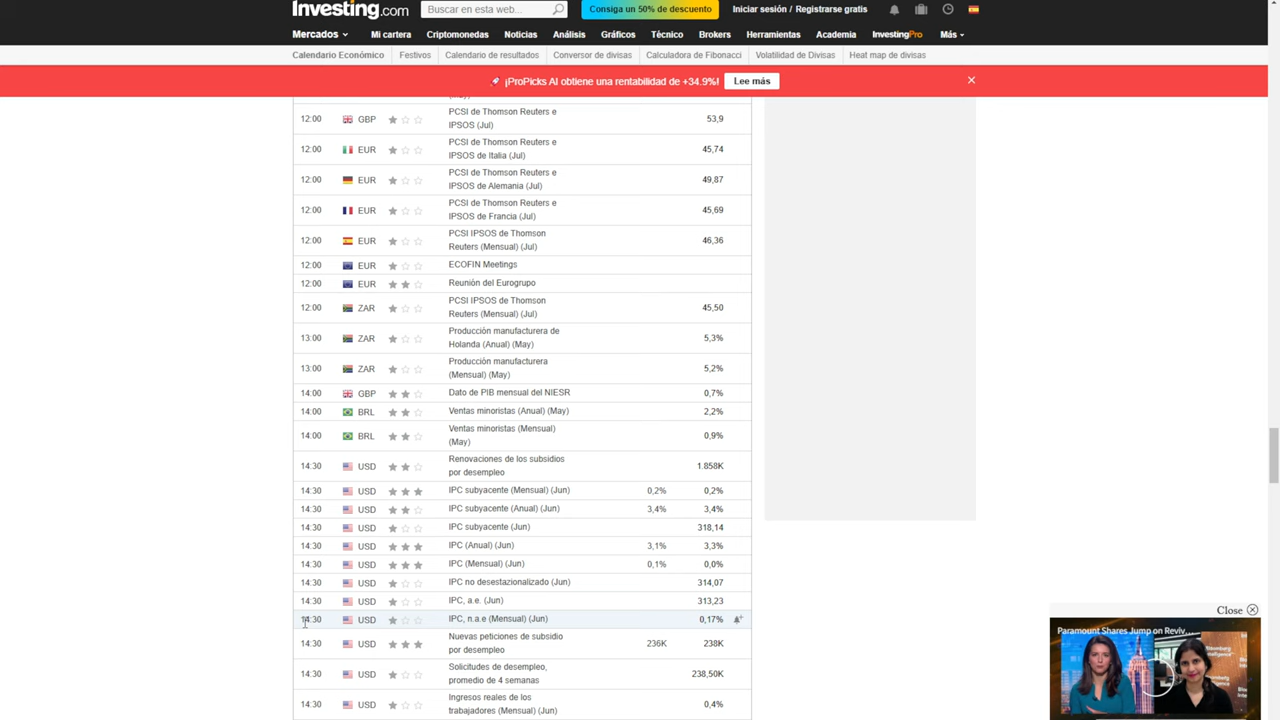 Investing.com
Buscar en esta web...
Consiga un 50% de descuento
Iniciar sesión / Registrarse gratis
Mercados
Mi cartera
Criptomonedas
Noticias
Análisis
Gráficos
Técnico
Brokers
Herramientas
Academia
InvestingPro
Más
Calendario Económico
Festivos
Calendario de resultados
Conversor de divisas
Calculadora de Fibonacci
Volatilidad de Divisas
Heat map de divisas
¡ProPicks AI obtiene una rentabilidad de +34.9%!
Lee más
12:00 GBP PCSI de Thomson Reuters e 53,9
IPSOS (Jul)
12:00 EUR PCSI de Thomson Reuters e 45,74
IPSOS de Italia (Jul)
12:00 EUR PCSI de Thomson Reuters e 49,87
IPSOS de Alemania (Jul)
12:00 EUR PCSI de Thomson Reuters e 45,69
IPSOS de Francia (Jul)
12:00 EUR PCSI IPSOS de Thomson 46,36
Reuters (Mensual) (Jul)
12:00 EUR ECOFIN Meetings
12:00 EUR Reunión del Eurogrupo
12:00 ZAR PCSI IPSOS de Thomson 45,50
Reuters (Mensual) (Jul)
13:00 ZAR Producción manufacturera de 5,3%
Holanda (Anual) (May)
13:00 ZAR Producción manufacturera 5,2%
(Mensual) (May)
14:00 GBP Dato de PIB mensual del NIESR 0,7%
14:00 BRL Ventas minoristas (Anual) (May) 2,2%
14:00 BRL Ventas minoristas (Mensual) 0,9%
(May)
14:30 USD Renovaciones de los subsidios 1.858K
por desempleo
14:30 USD IPC subyacente (Mensual) (Jun) 0,2% 0,2%
14:30 USD IPC subyacente (Anual) (Jun) 3,4% 3,4%
14:30 USD IPC subyacente (Jun) 318,14
14:30 USD IPC (Anual) (Jun) 3,1% 3,3%
14:30 USD IPC (Mensual) (Jun) 0,1% 0,0%
14:30 USD IPC no desestazionalizado (Jun) 314,07
14:30 USD IPC, a.e. (Jun) 313,23
14:30 USD IPC, n.a.e (Mensual) (Jun) 0,17%
14:30 USD Nuevas peticiones de subsidio 236K 238K
por desempleo
14:30 USD Solicitudes de desempleo, 238,50K
promedio de 4 semanas
14:30 USD Ingresos reales de los 0,4%
trabajadores (Mensual) (Jun)
Close
Paramount Shares Jump on Reviv...